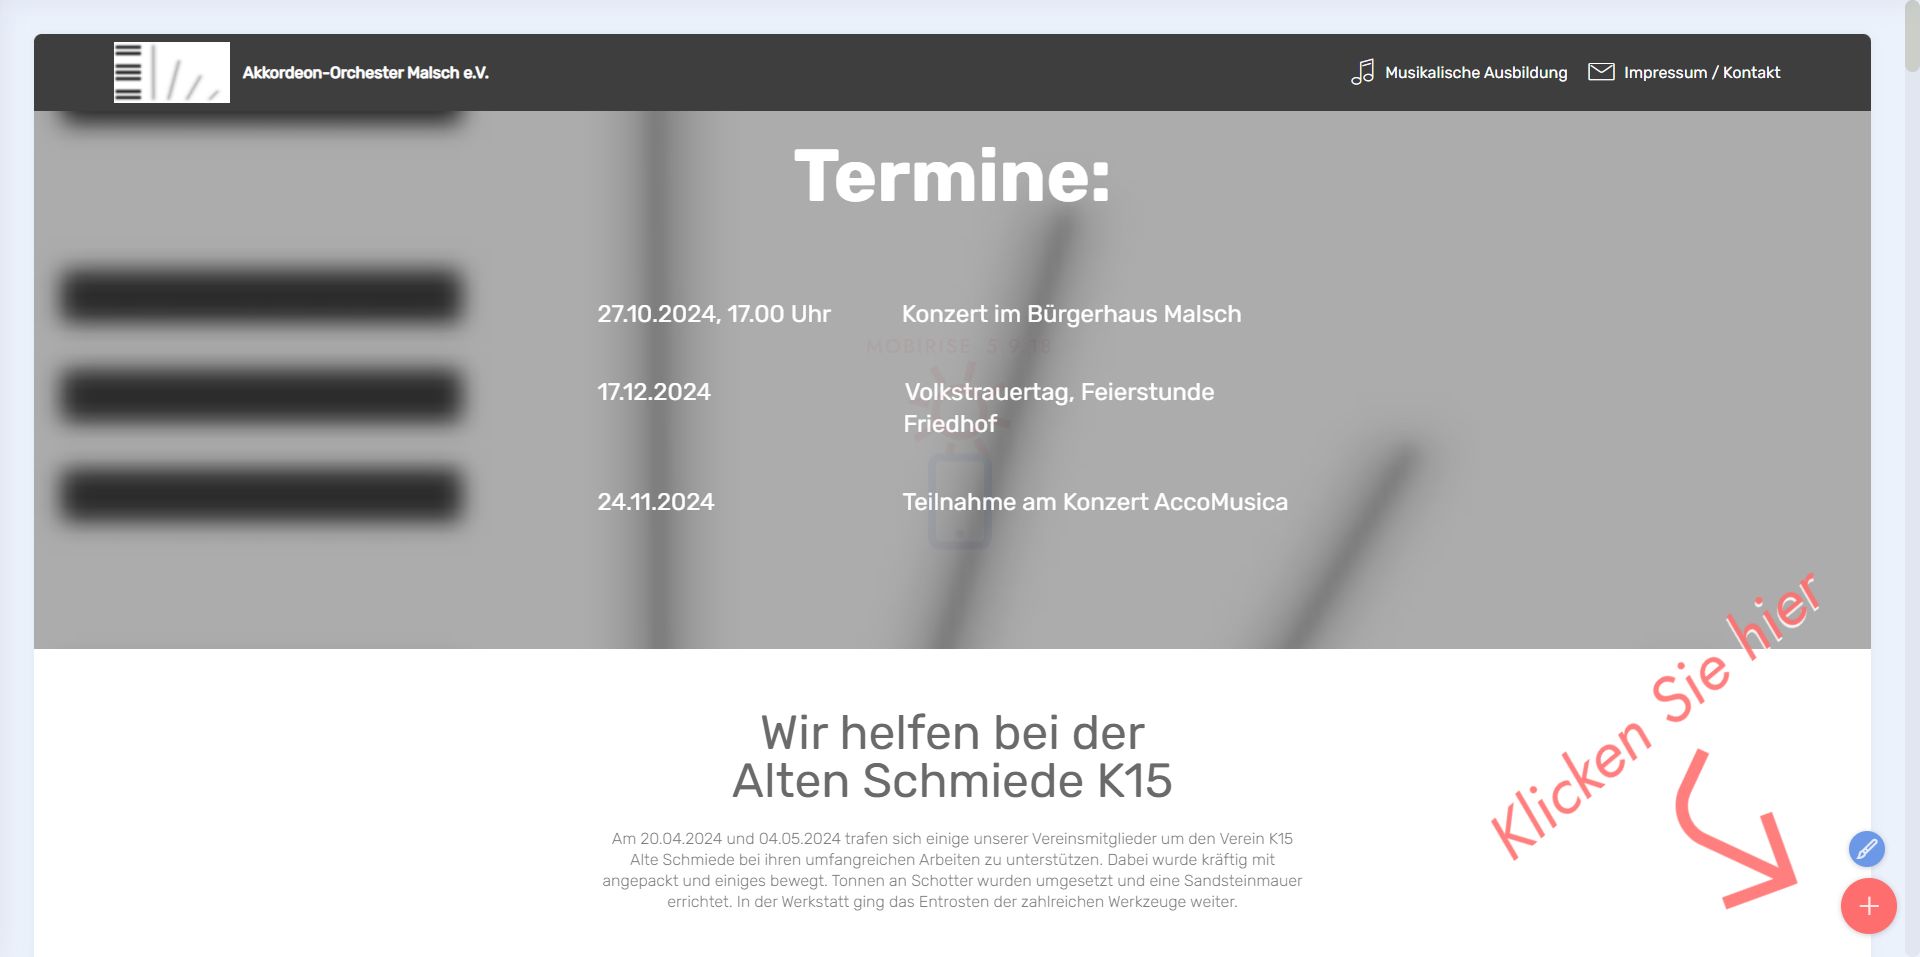 Akkordeon-Orchester Malsch e.V.
Musikalische Ausbildung
Impressum / Kontakt
Termine:
27.10.2024, 17.00 Uhr
Konzert im Bürgerhaus Malsch
MOBIRISE 5.9.18
17.12.2024
Volkstrauertag, Feierstunde
Friedhof
24.11.2024
Teilnahme am Konzert AccoMusica
Klicken Sie hier
Wir helfen bei der
Alten Schmiede K15
Am 20.04.2024 und 04.05.2024 trafen sich einige unserer Vereinsmitglieder um den Verein K15
Alte Schmiede bei ihren umfangreichen Arbeiten zu unterstützen. Dabei wurde kräftig mit
angepackt und einiges bewegt. Tonnen an Schotter wurden umgesetzt und eine Sandsteinmauer
errichtet. In der Werkstatt ging das Entrosten der zahlreichen Werkzeuge weiter.